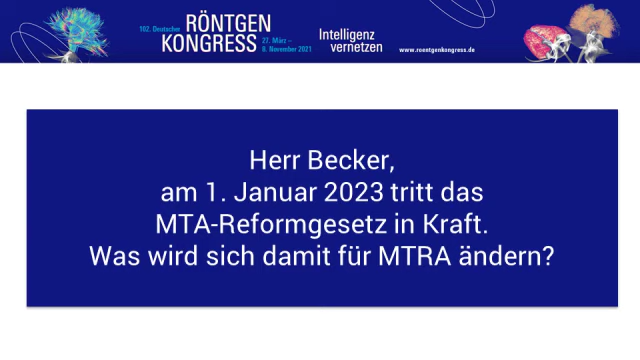 102. Deutscher
RÖNTGEN
KONGRESS
27. März –
8. November 2021
Intelligenz
vernetzen
www.roentgenkongress.de
Herr Becker,
am 1. Januar 2023 tritt das
MTA-Reformgesetz in Kraft.
Was wird sich damit für MTRA ändern?